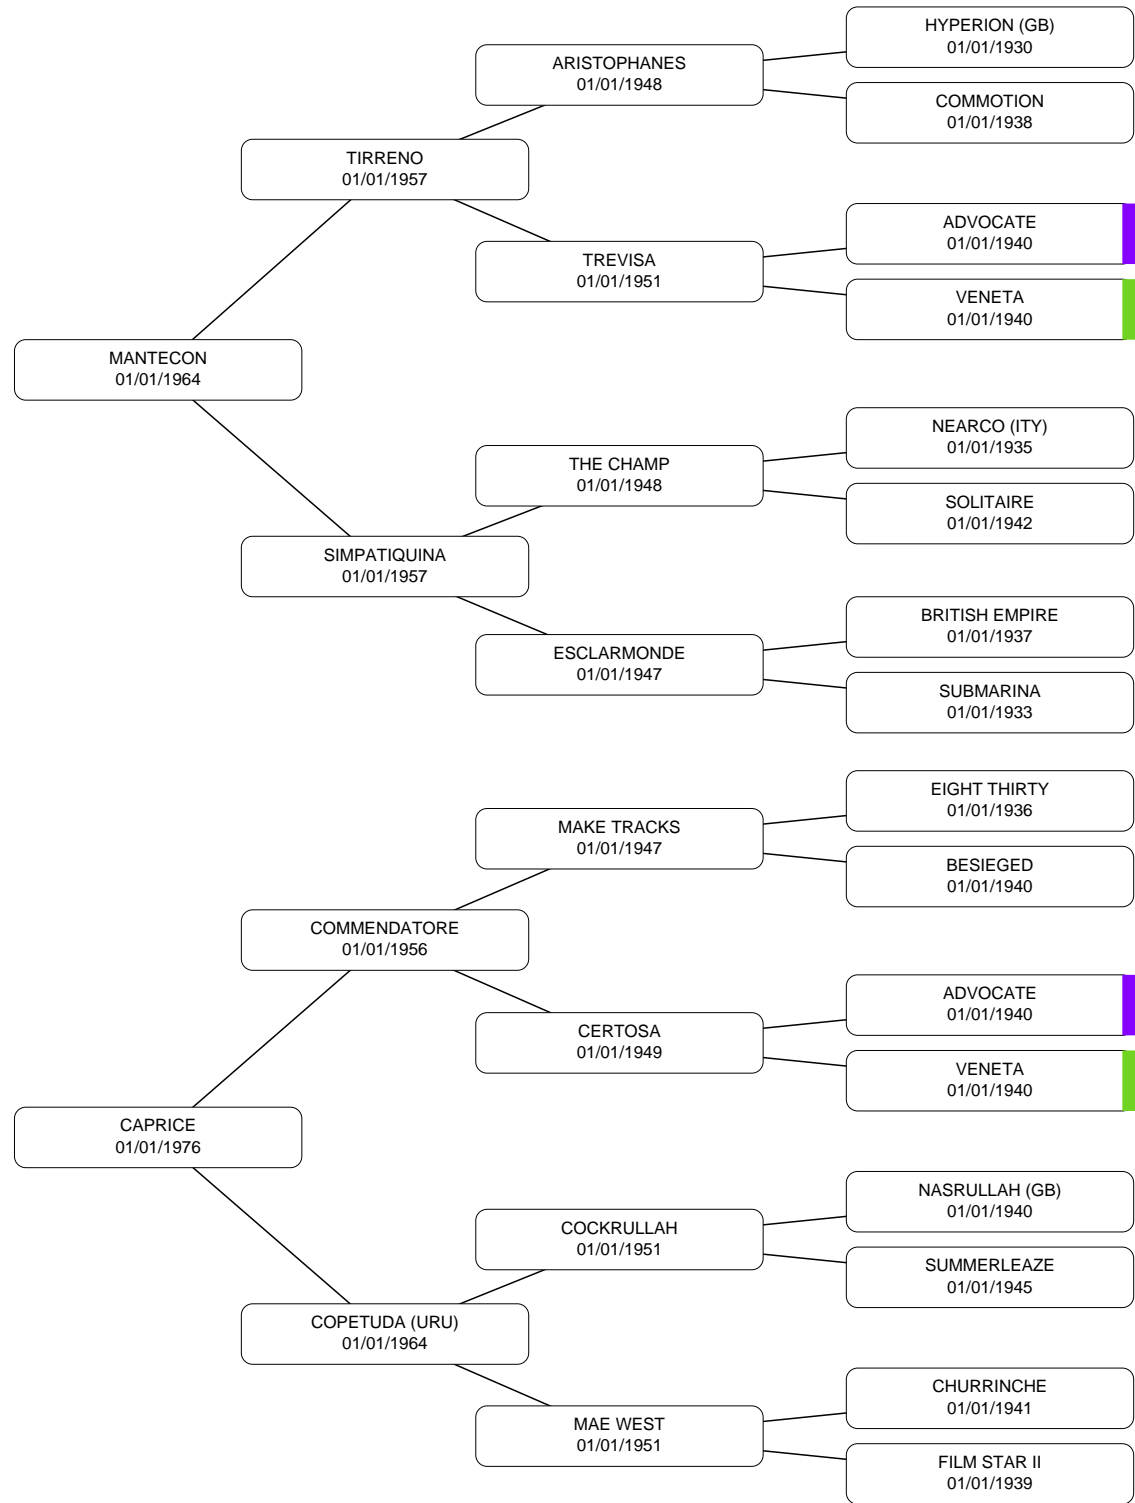 HYPERION (GB)
01/01/1930
ARISTOPHANES
01/01/1948
COMMOTION
01/01/1938
TIRRENO
01/01/1957
ADVOCATE
01/01/1940
TREVISA
01/01/1951
VENETA
01/01/1940
MANTECON
01/01/1964
NEARCO (ITY)
01/01/1935
THE CHAMP
01/01/1948
SOLITAIRE
01/01/1942
SIMPATIQUINA
01/01/1957
BRITISH EMPIRE
01/01/1937
ESCLARMONDE
01/01/1947
SUBMARINA
01/01/1933
EIGHT THIRTY
01/01/1936
MAKE TRACKS
01/01/1947
BESIEGED
01/01/1940
COMMENDATORE
01/01/1956
ADVOCATE
01/01/1940
CERTOSA
01/01/1949
VENETA
01/01/1940
CAPRICE
01/01/1976
NASRULLAH (GB)
01/01/1940
COCKRULLAH
01/01/1951
SUMMERLEAZE
01/01/1945
COPETUDA (URU)
01/01/1964
CHURRINCHE
01/01/1941
MAE WEST
01/01/1951
FILM STAR II
01/01/1939